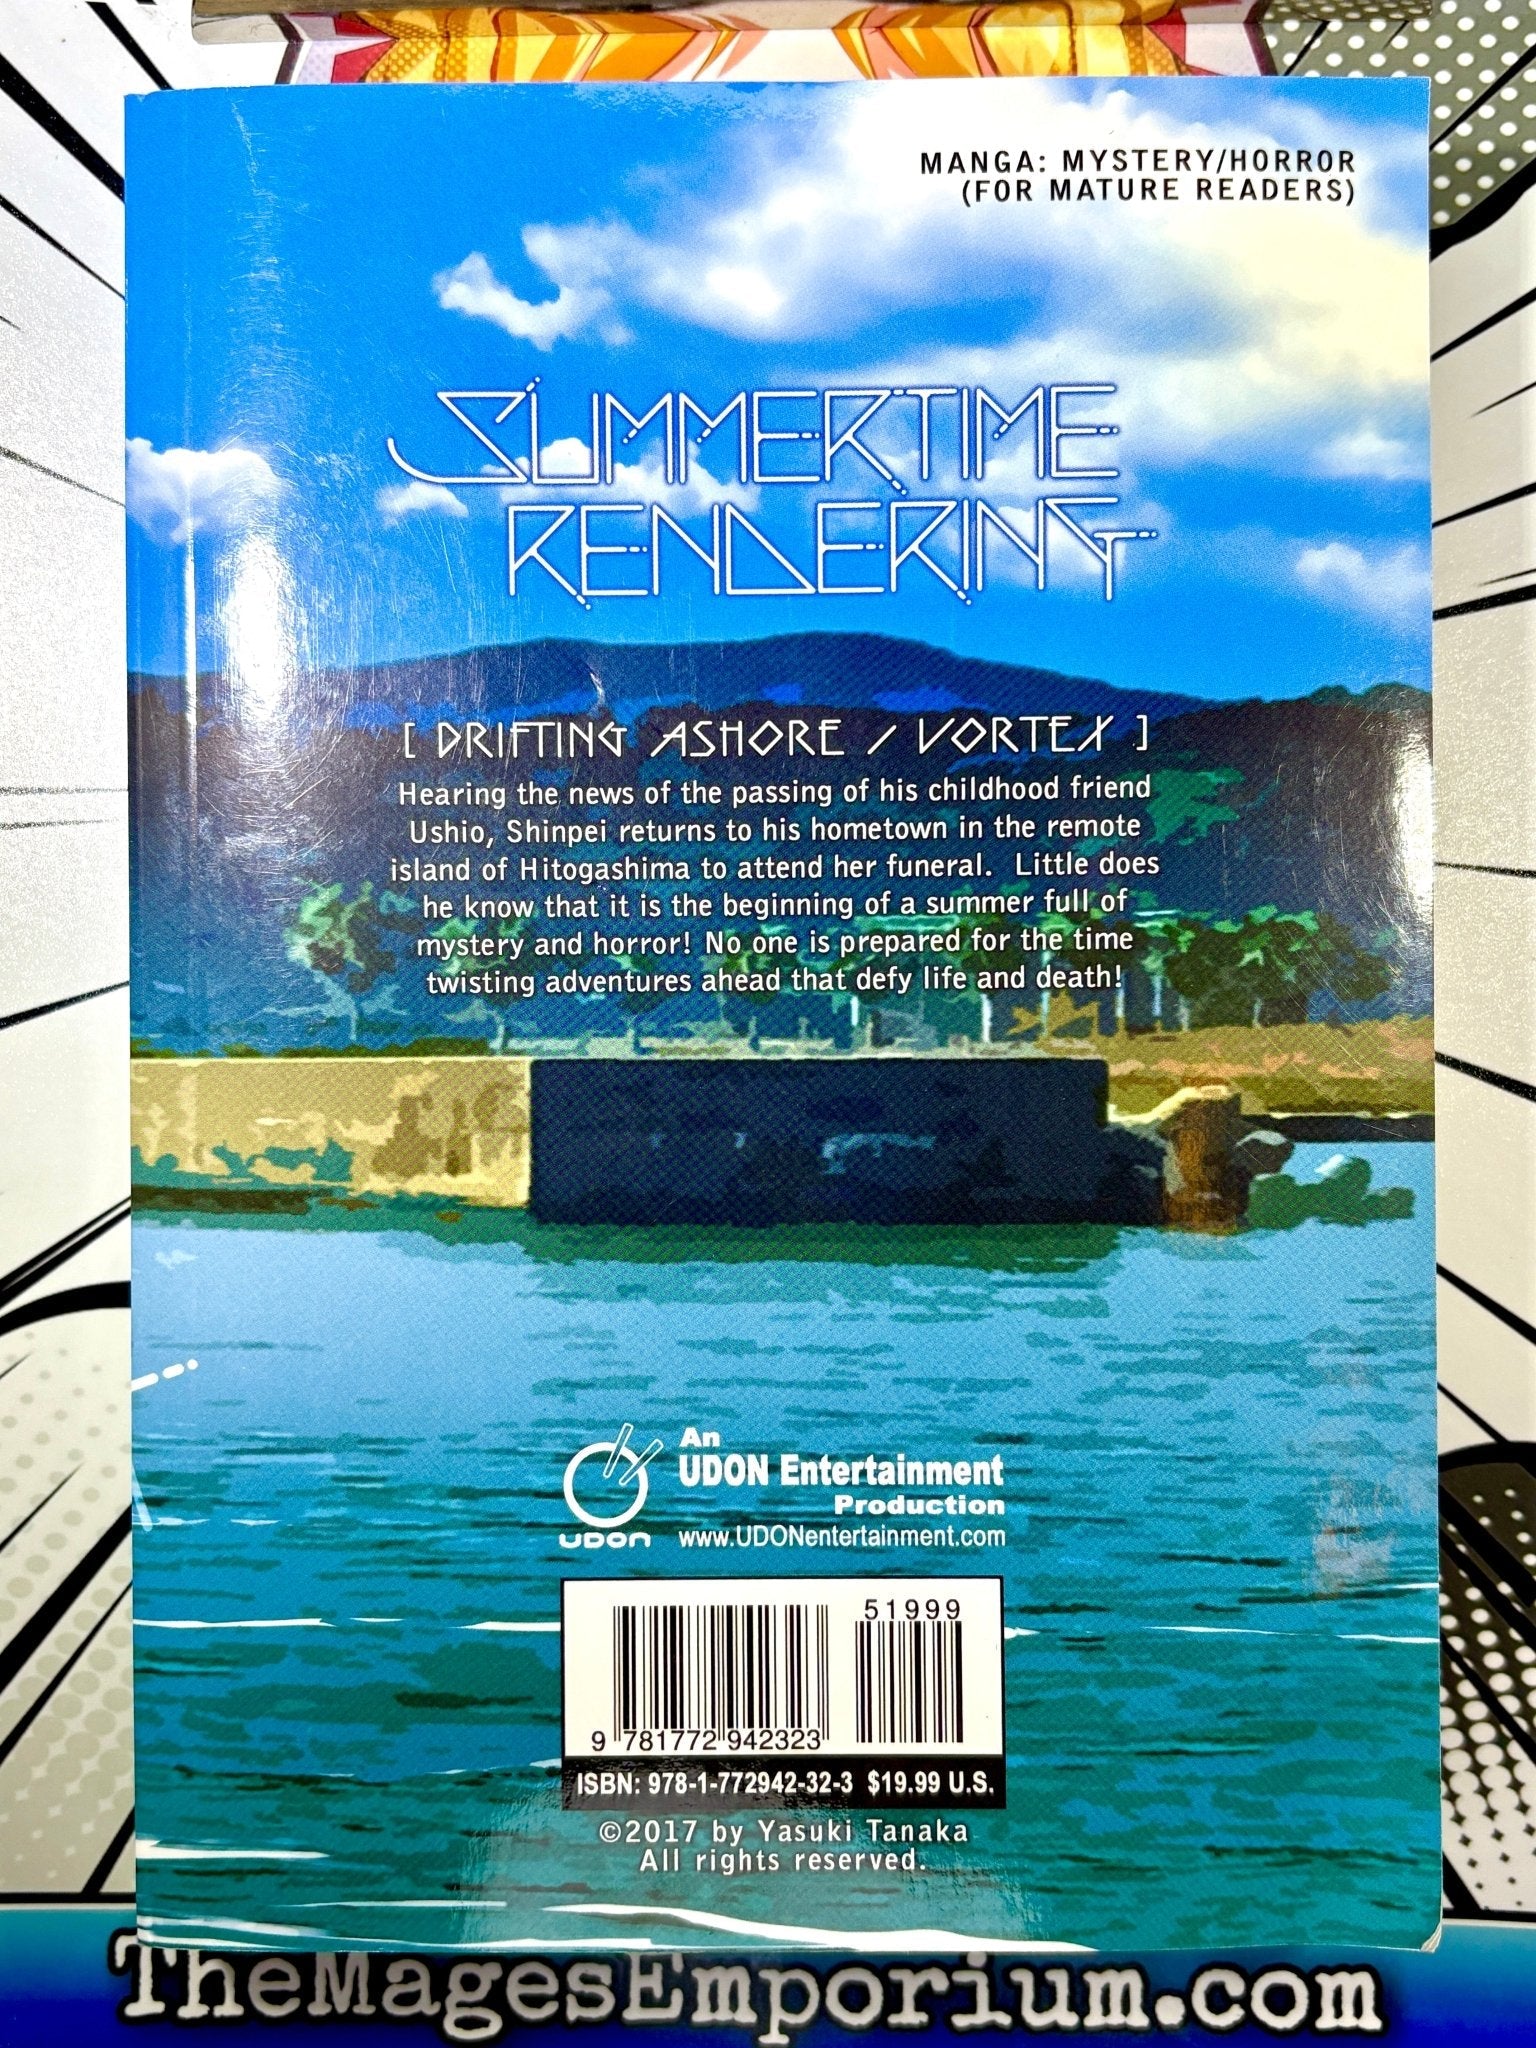 MANGA: MYSTERY/HORROR
(FOR MATURE READERS)
SUMMERTIME
RENDERING
[ DRIFTING ASHORE / VORTEX ]
Hearing the news of the passing of his childhood friend
Ushio, Shinpei returns to his hometown in the remote
island of Hitogashima to attend her funeral. Little does
he know that it is the beginning of a summer full of
mystery and horror! No one is prepared for the time
twisting adventures ahead that defy life and death!
An
UDON Entertainment
Production
UDON
www.UDONentertainment.com
51999
9 781772 942323
ISBN: 978-1-772942-32-3 $19.99 U.S.
©2017 by Yasuki Tanaka
All rights reserved.
TheMagesEmporium.com